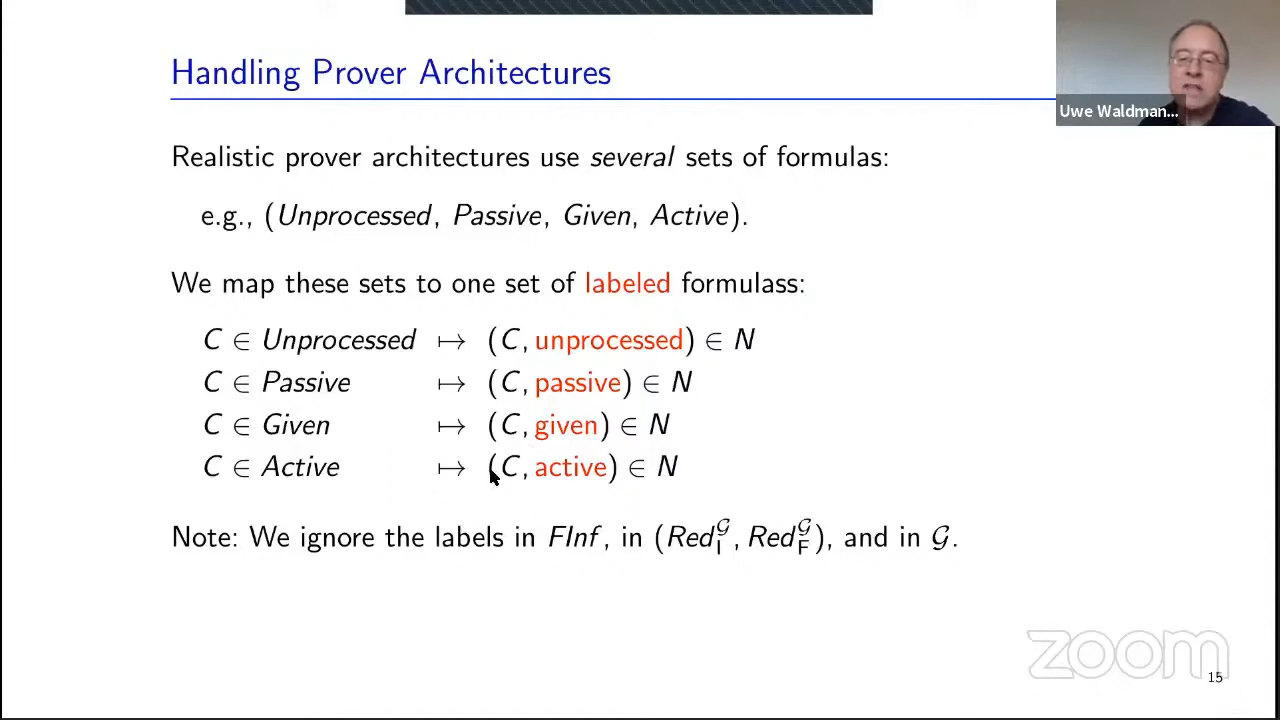 Handling Prover Architectures
Uwe Waldman...
Realistic prover architectures use several sets of formulas:
e.g., (Unprocessed, Passive, Given, Active).
We map these sets to one set of labeled formulass:
C ∈ Unprocessed ↦ (C, unprocessed) ∈ N
C ∈ Passive ↦ (C, passive) ∈ N
C ∈ Given ↦ (C, given) ∈ N
C ∈ Active ↦ (C, active) ∈ N
Note: We ignore the labels in FInf, in (Red_I^𝒢, Red_F^𝒢), and in 𝒢.
zoom
15